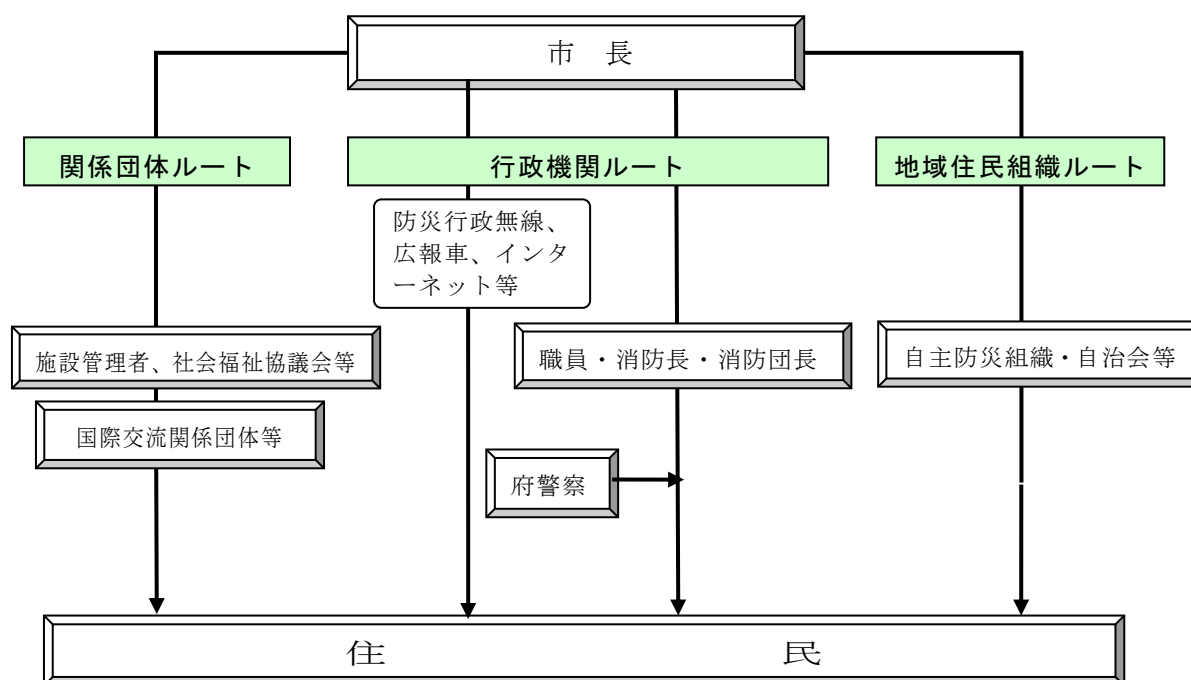 市 長
関係団体ルート
行政機関ルート
地域住民組織ルート
防災行政無線、
広報車、インタ
ーネット等
施設管理者、社会福祉協議会等
職員・消防長・消防団長
自主防災組織・自治会等
国際交流関係団体等
府警察
住 民